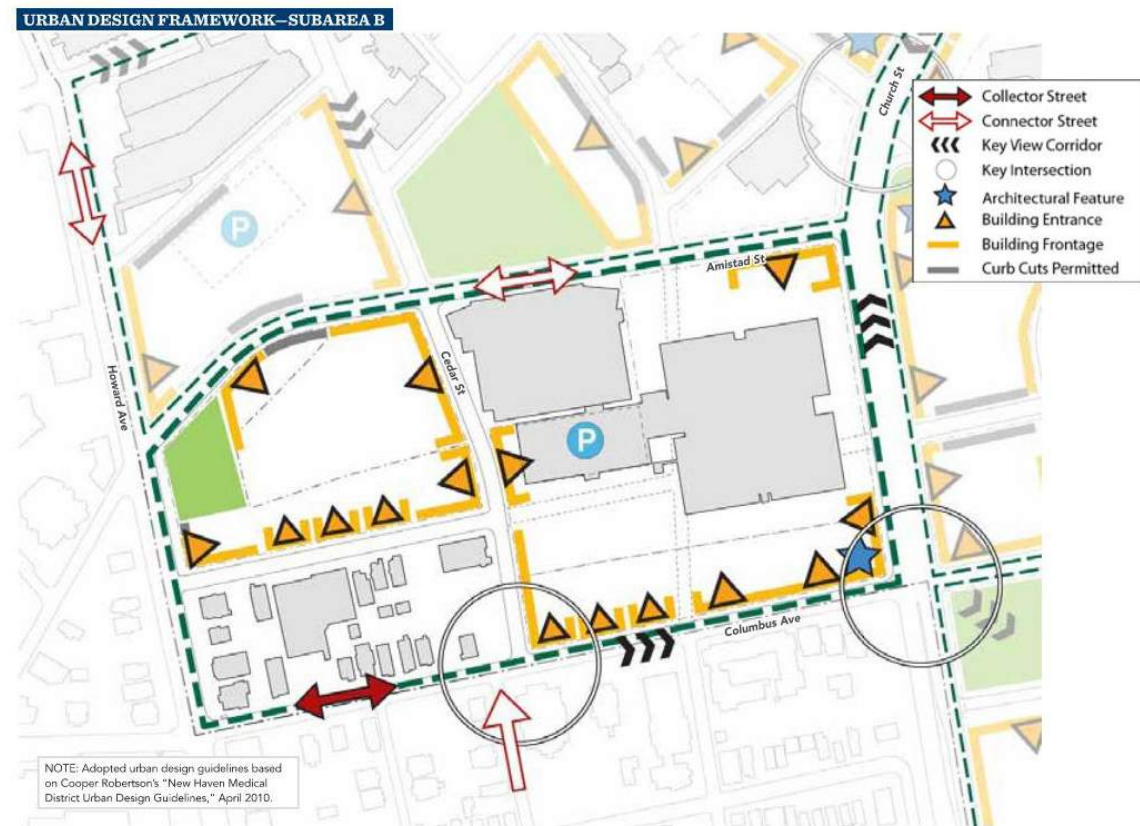 URBAN DESIGN FRAMEWORK—SUBAREA B
Church St
Collector Street
Connector Street
Key View Corridor
Key Intersection
Architectural Feature
Building Entrance
Building Frontage
Curb Cuts Permitted
P
Amistad St
Howard Ave
Cedar St
P
Columbus Ave
NOTE: Adopted urban design guidelines based
on Cooper Robertson's "New Haven Medical
District Urban Design Guidelines," April 2010.